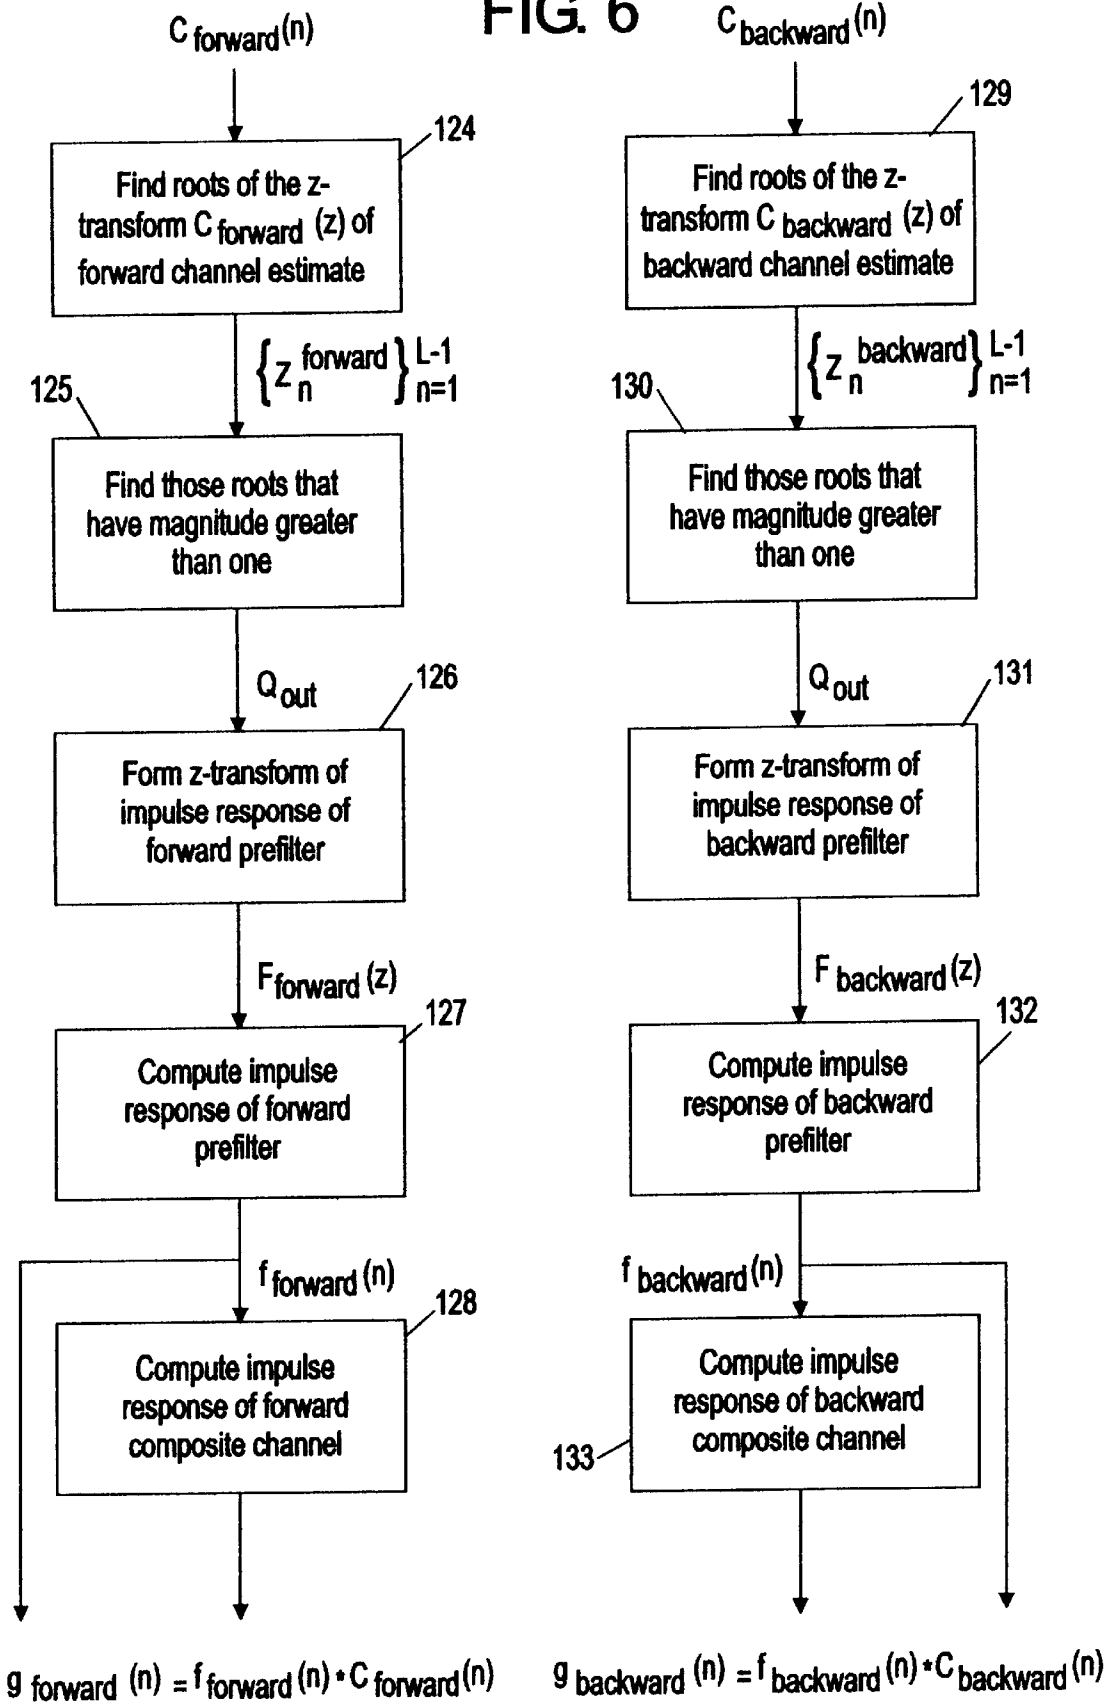 FIG. 6
C forward(n)
124
Find roots of the z-
transform C forward (z) of
forward channel estimate
{z n forward} L-1 n=1
125
Find those roots that
have magnitude greater
than one
Q out
126
Form z-transform of
impulse response of
forward prefilter
F forward(z)
127
Compute impulse
response of forward
prefilter
f forward(n)
128
Compute impulse
response of forward
composite channel
g forward (n) = f forward(n) * C forward(n)
C backward(n)
129
Find roots of the z-
transform C backward (z) of
backward channel estimate
{z n backward} L-1 n=1
130
Find those roots that
have magnitude greater
than one
Q out
131
Form z-transform of
impulse response of
backward prefilter
F backward(z)
132
Compute impulse
response of backward
prefilter
f backward(n)
Compute impulse
response of backward
composite channel
133
g backward (n) = f backward(n) * C backward(n)